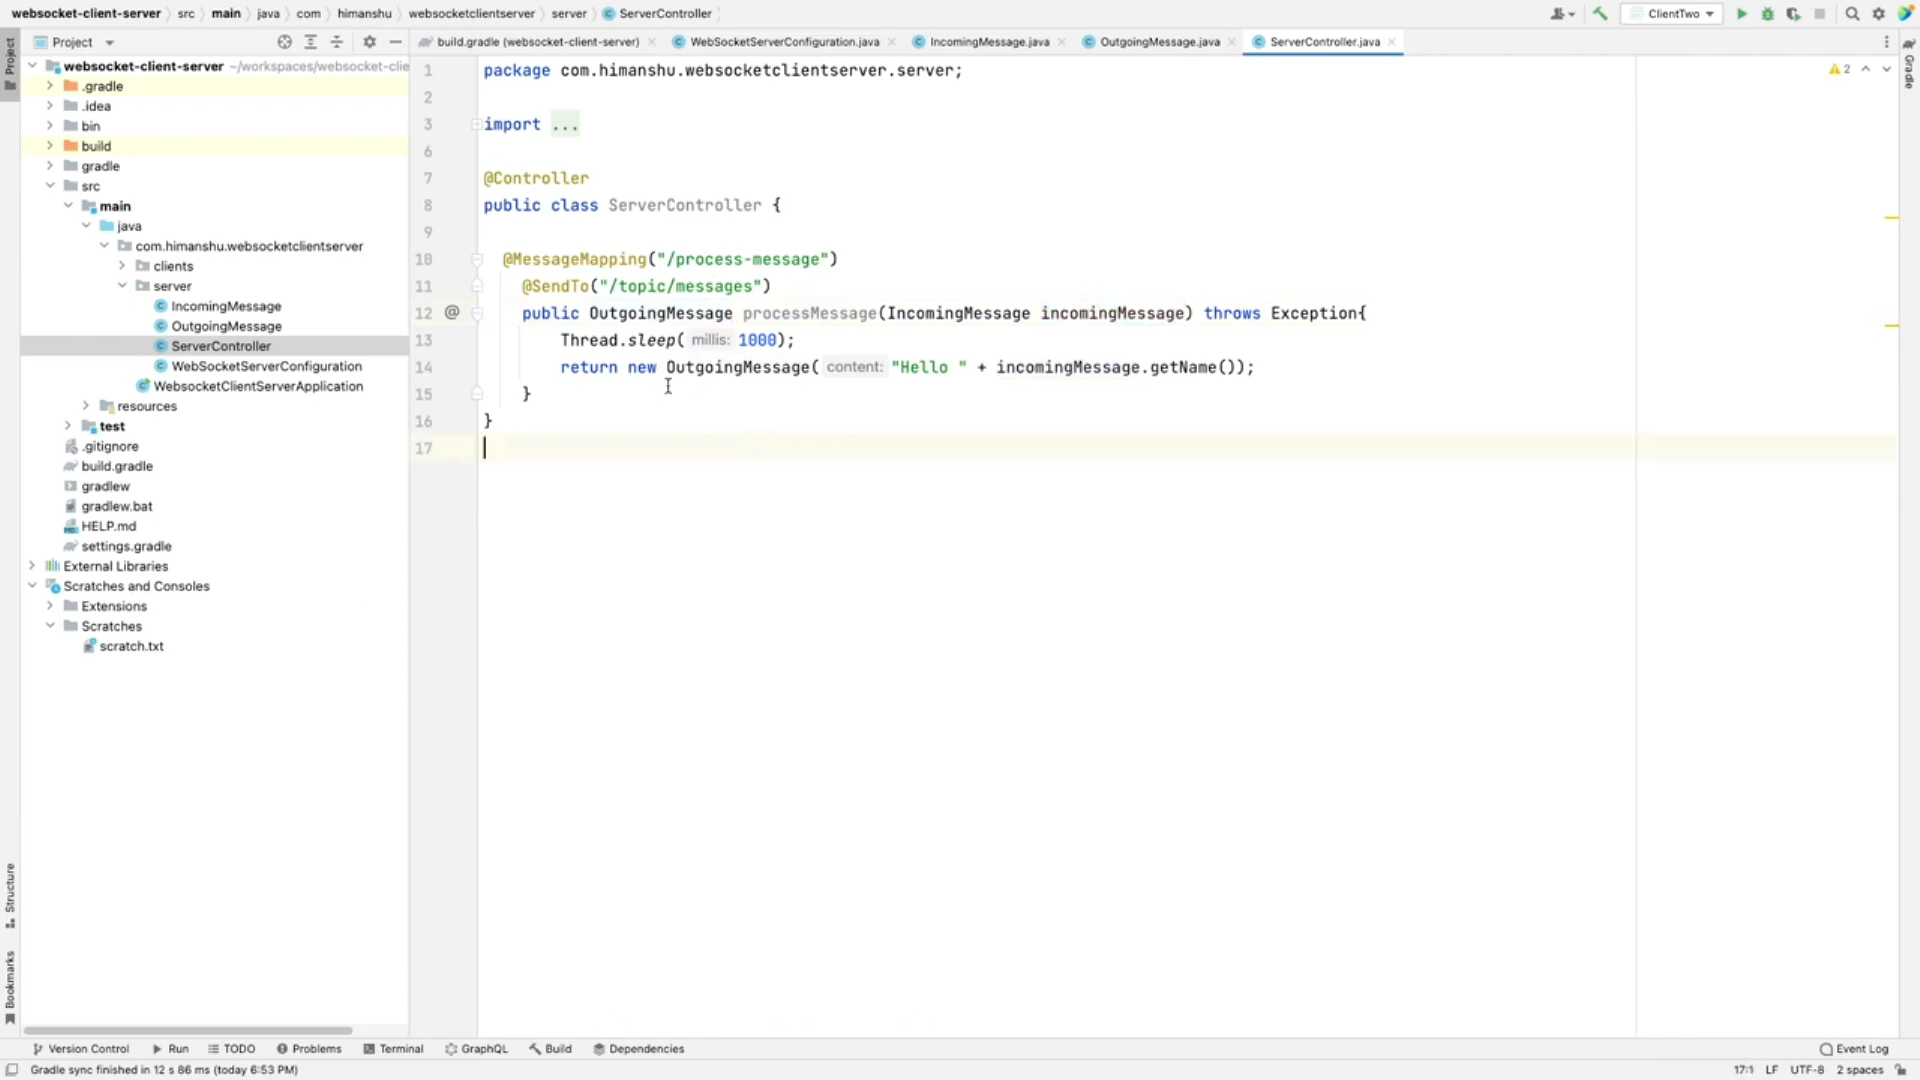 websocket-client-server src main java com himanshu websocketclientserver server ServerController
ClientTwo
Project
build.gradle (websocket-client-server) WebSocketServerConfiguration.java IncomingMessage.java OutgoingMessage.java ServerController.java
Project
websocket-client-server ~/workspaces/websocket-clie
.gradle
.idea
bin
build
gradle
src
main
java
com.himanshu.websocketclientserver
clients
server
IncomingMessage
OutgoingMessage
ServerController
WebSocketServerConfiguration
WebsocketClientServerApplication
resources
test
.gitignore
build.gradle
gradlew
gradlew.bat
HELP.md
settings.gradle
External Libraries
Scratches and Consoles
Extensions
Scratches
scratch.txt
Structure
Bookmarks
1 package com.himanshu.websocketclientserver.server;
2
3 import ...
6
7 @Controller
8 public class ServerController {
9
10 @MessageMapping("/process-message")
11 @SendTo("/topic/messages")
12 @ public OutgoingMessage processMessage(IncomingMessage incomingMessage) throws Exception{
13 Thread.sleep( millis: 1000);
14 return new OutgoingMessage( content: "Hello " + incomingMessage.getName());
15 }
16 }
17
2
Gradle
Version Control Run TODO Problems Terminal GraphQL Build Dependencies Event Log
Gradle sync finished in 12 s 86 ms (today 6:53 PM) 17:1 LF UTF-8 2 spaces